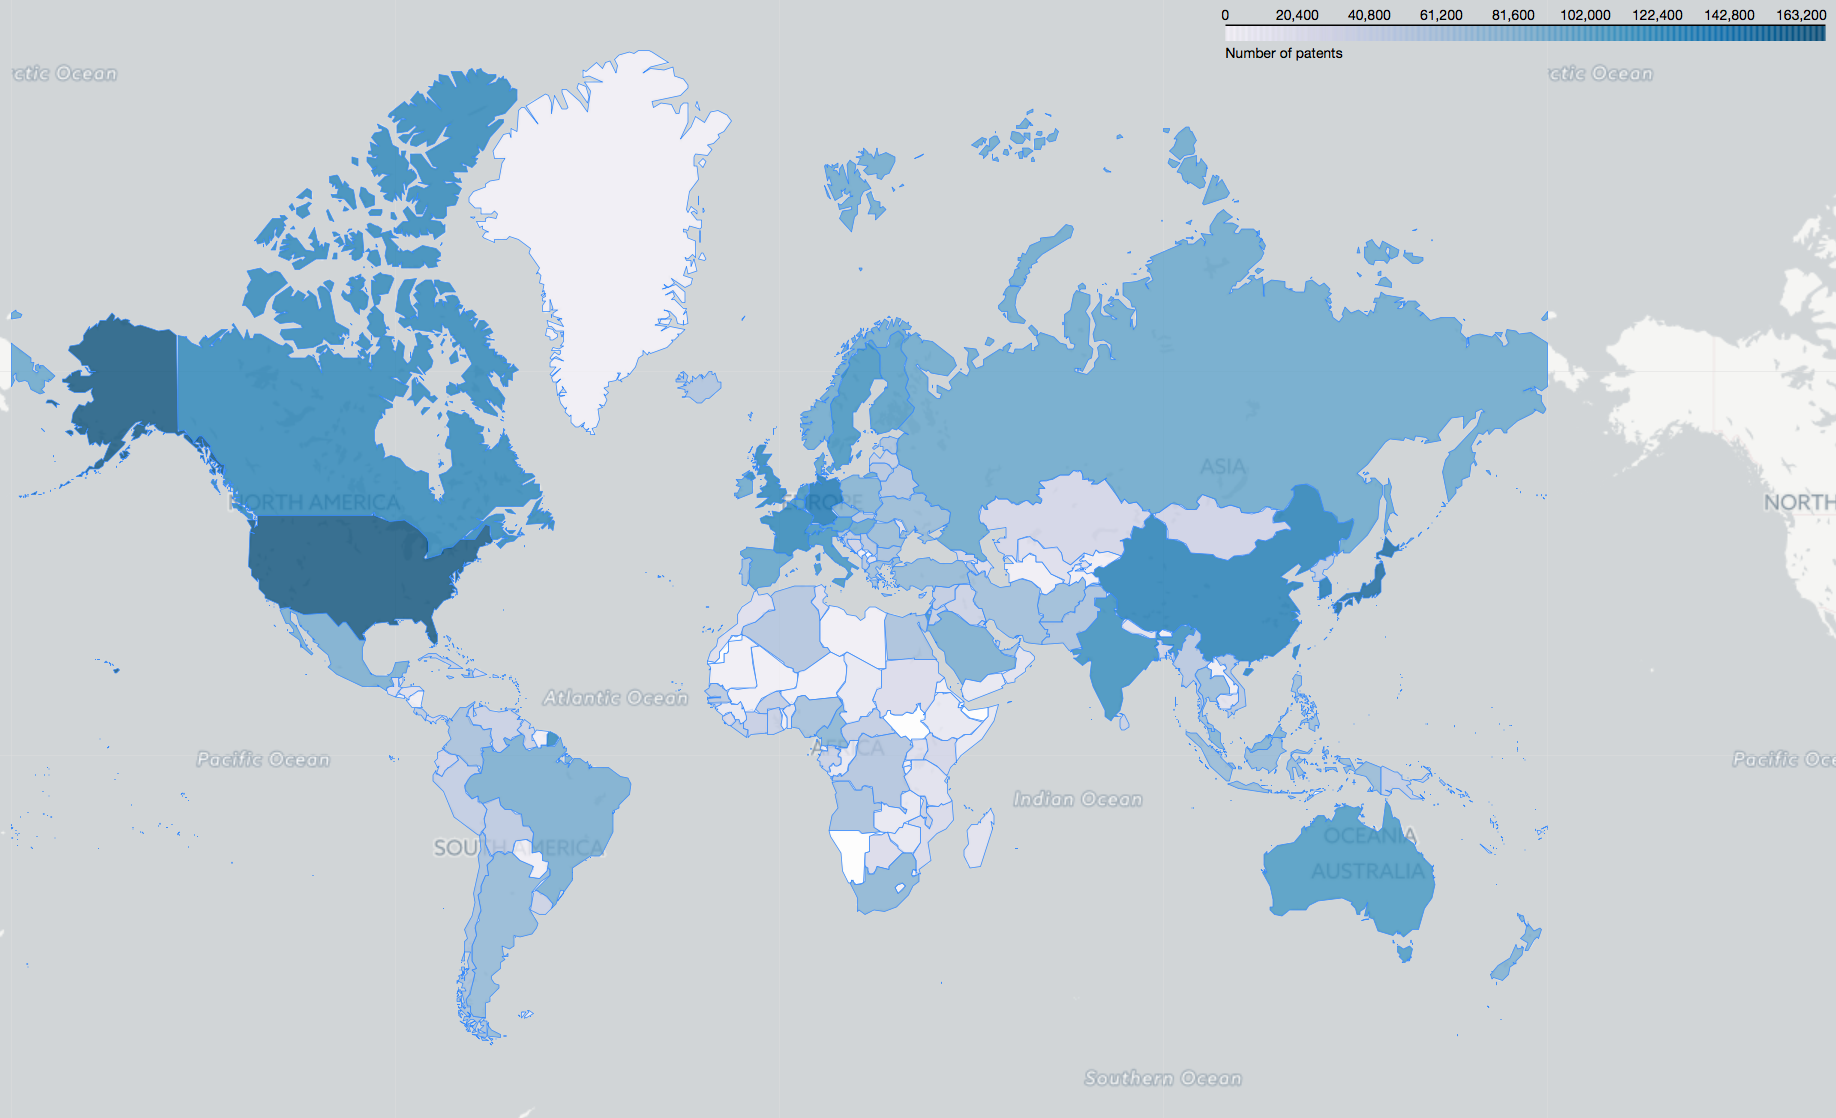 0 20,400 40,800 61,200 81,600 102,000 122,400 142,800 163,200
Number of patents
ctic Ocean
ctic Ocean
ASIA
NORTH AMERICA
EUROPE
NORTH
Atlantic Ocean
AFRICA
Pacific Ocean
Pacific Oce
Indian Ocean
OCEANIA
SOUTH AMERICA
AUSTRALIA
Southern Ocean